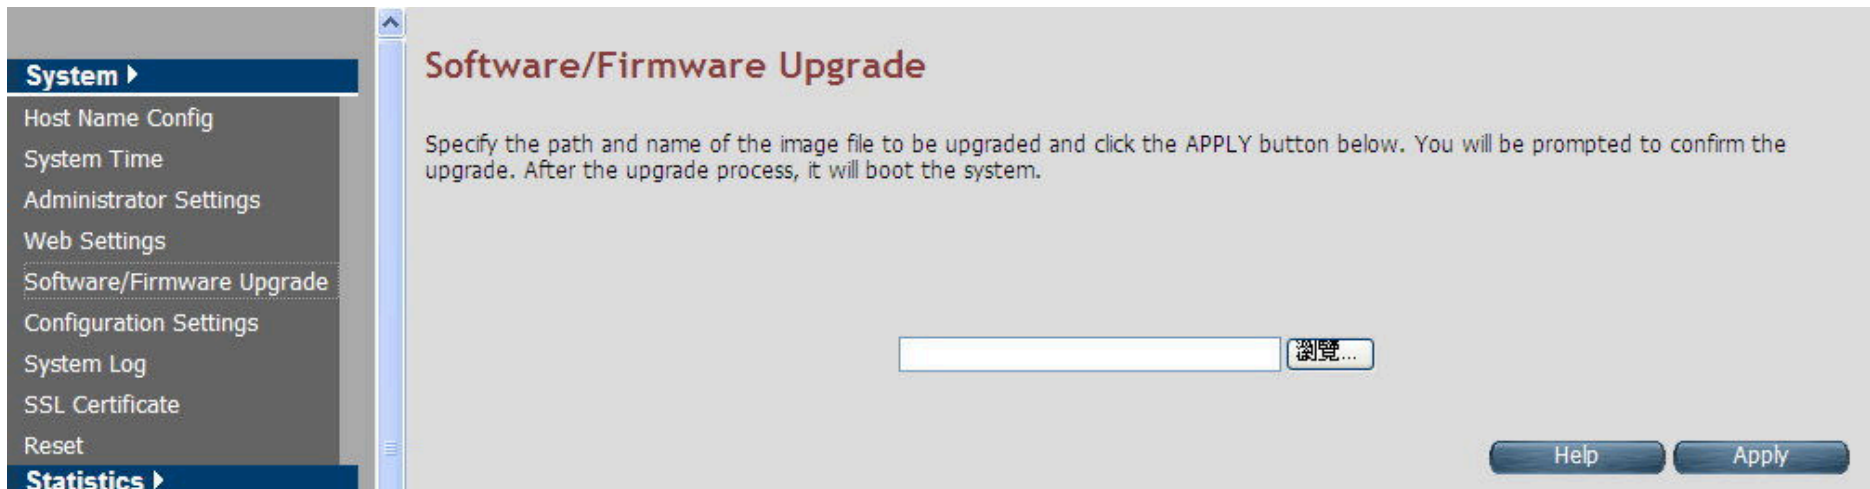 System
Host Name Config
System Time
Administrator Settings
Web Settings
Software/Firmware Upgrade
Configuration Settings
System Log
SSL Certificate
Reset
Statistics
Software/Firmware Upgrade
Specify the path and name of the image file to be upgraded and click the APPLY button below. You will be prompted to confirm the
upgrade. After the upgrade process, it will boot the system.
瀏覽...
Help
Apply